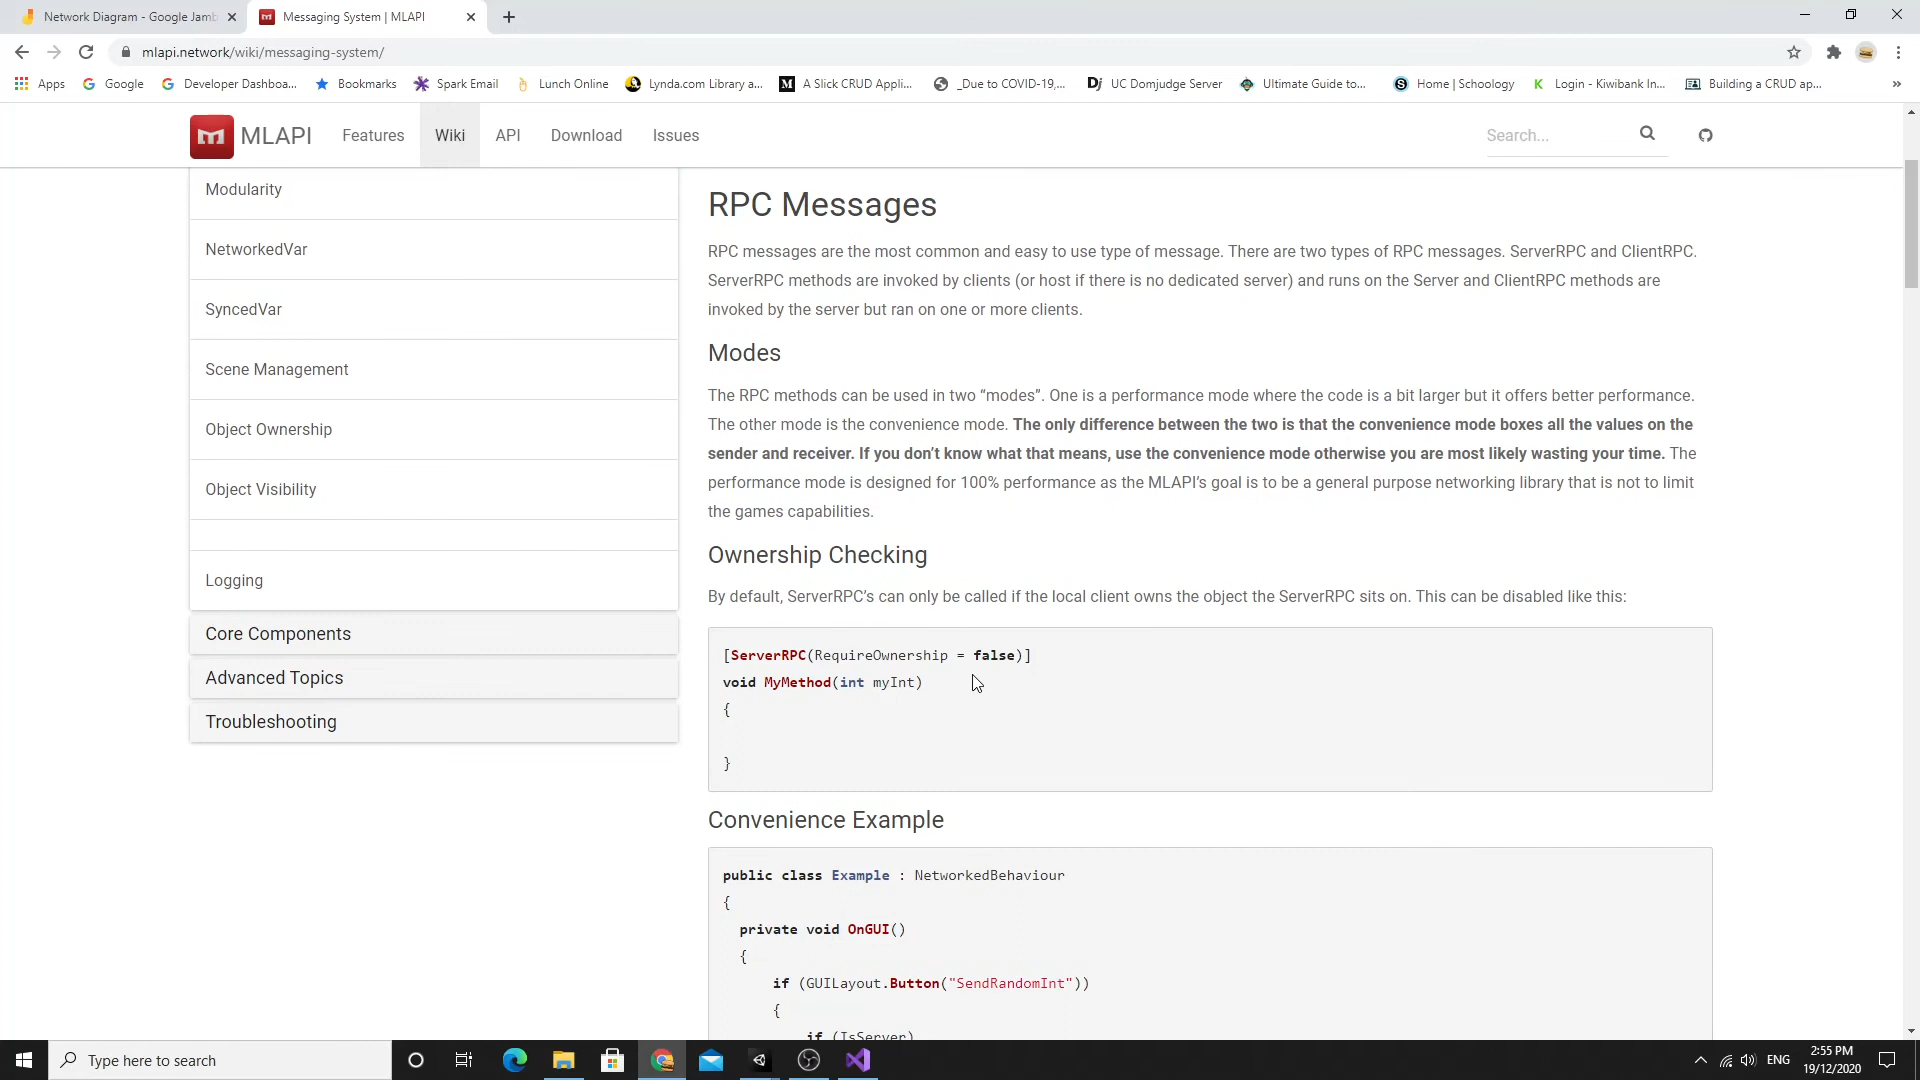 Network Diagram - Google Jamb
Messaging System | MLAPI
mlapi.network/wiki/messaging-system/
Apps
Google
Developer Dashboa...
Bookmarks
Spark Email
Lunch Online
Lynda.com Library a...
A Slick CRUD Appli...
_Due to COVID-19,...
UC Domjudge Server
Ultimate Guide to...
Home | Schoology
Login - Kiwibank In...
Building a CRUD ap...
MLAPI
Features
Wiki
API
Download
Issues
Search...
Modularity
NetworkedVar
SyncedVar
Scene Management
Object Ownership
Object Visibility
Logging
Core Components
Advanced Topics
Troubleshooting
RPC Messages
RPC messages are the most common and easy to use type of message. There are two types of RPC messages. ServerRPC and ClientRPC.
ServerRPC methods are invoked by clients (or host if there is no dedicated server) and runs on the Server and ClientRPC methods are
invoked by the server but ran on one or more clients.
Modes
The RPC methods can be used in two “modes”. One is a performance mode where the code is a bit larger but it offers better performance.
The other mode is the convenience mode. The only difference between the two is that the convenience mode boxes all the values on the
sender and receiver. If you don’t know what that means, use the convenience mode otherwise you are most likely wasting your time. The
performance mode is designed for 100% performance as the MLAPI’s goal is to be a general purpose networking library that is not to limit
the games capabilities.
Ownership Checking
By default, ServerRPC’s can only be called if the local client owns the object the ServerRPC sits on. This can be disabled like this:
[ServerRPC(RequireOwnership = false)]
void MyMethod(int myInt)
{
}
Convenience Example
public class Example : NetworkedBehaviour
{
private void OnGUI()
{
if (GUILayout.Button("SendRandomInt"))
{
if (IsServer)
Type here to search
ENG
2:55 PM
19/12/2020